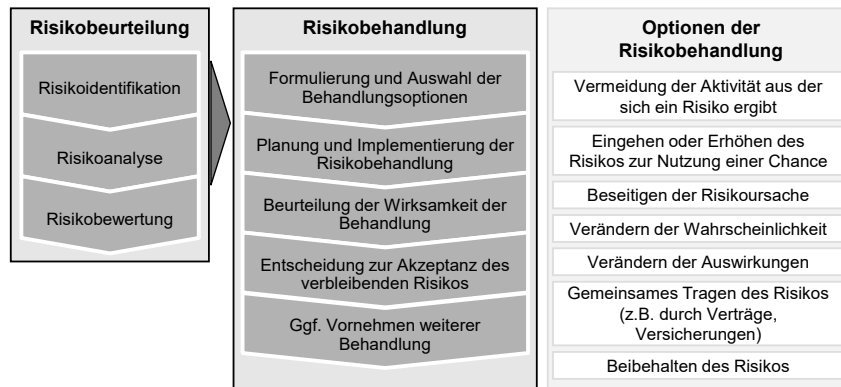 Risikobeurteilung
Risikoidentifikation
Risikoanalyse
Risikobewertung
Risikobehandlung
Formulierung und Auswahl der
Behandlungsoptionen
Planung und Implementierung der
Risikobehandlung
Beurteilung der Wirksamkeit der
Behandlung
Entscheidung zur Akzeptanz des
verbleibenden Risikos
Ggf. Vornehmen weiterer
Behandlung
Optionen der
Risikobehandlung
Vermeidung der Aktivität aus der
sich ein Risiko ergibt
Eingehen oder Erhöhen des
Risikos zur Nutzung einer Chance
Beseitigen der Risikoursache
Verändern der Wahrscheinlichkeit
Verändern der Auswirkungen
Gemeinsames Tragen des Risikos
(z.B. durch Verträge,
Versicherungen)
Beibehalten des Risikos